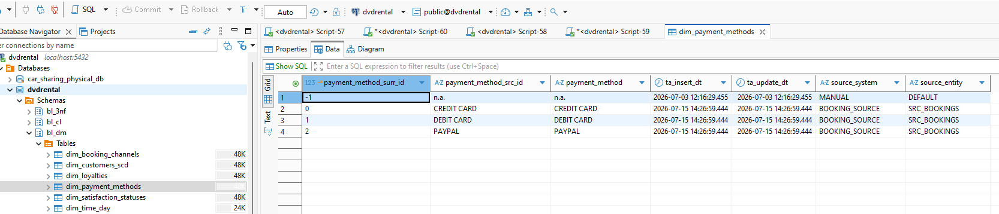 SQL Commit Rollback T Auto dvdrental public@dvdrental
Database Navigator Projects
<dvdrental> Script-57 *<dvdrental> Script-60 <dvdrental> Script-58 *<dvdrental> Script-59 dim_payment_methods
er connections by name
Properties Data Diagram
dvdrental localhost:5432
Show SQL Enter a SQL expression to filter results (use Ctrl+Space)
Databases
car_sharing_physical_db
dvdrental
Schemas
bl_3nf
bl_cl
bl_dm
Tables
dim_booking_channels 48K
dim_customers_scd 48K
dim_loyalties 48K
dim_payment_methods 48K
dim_satisfaction_statuses 48K
dim_time_day 24K
Grid
Text
123 payment_method_surr_id A-Z payment_method_src_id A-Z payment_method ta_insert_dt ta_update_dt A-Z source_system A-Z source_entity
1 -1 n.a. n.a. 2026-07-03 12:16:29.455 2026-07-03 12:16:29.455 MANUAL DEFAULT
2 0 CREDIT CARD CREDIT CARD 2026-07-15 14:26:59.444 2026-07-15 14:26:59.444 BOOKING_SOURCE SRC_BOOKINGS
3 1 DEBIT CARD DEBIT CARD 2026-07-15 14:26:59.444 2026-07-15 14:26:59.444 BOOKING_SOURCE SRC_BOOKINGS
4 2 PAYPAL PAYPAL 2026-07-15 14:26:59.444 2026-07-15 14:26:59.444 BOOKING_SOURCE SRC_BOOKINGS